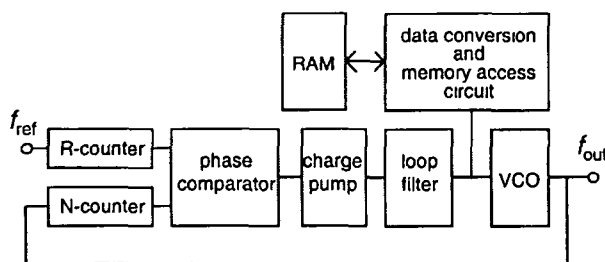 RAM
data conversion
and
memory access
circuit
f_ref
R-counter
N-counter
phase
comparator
charge
pump
loop
filter
VCO
f_out